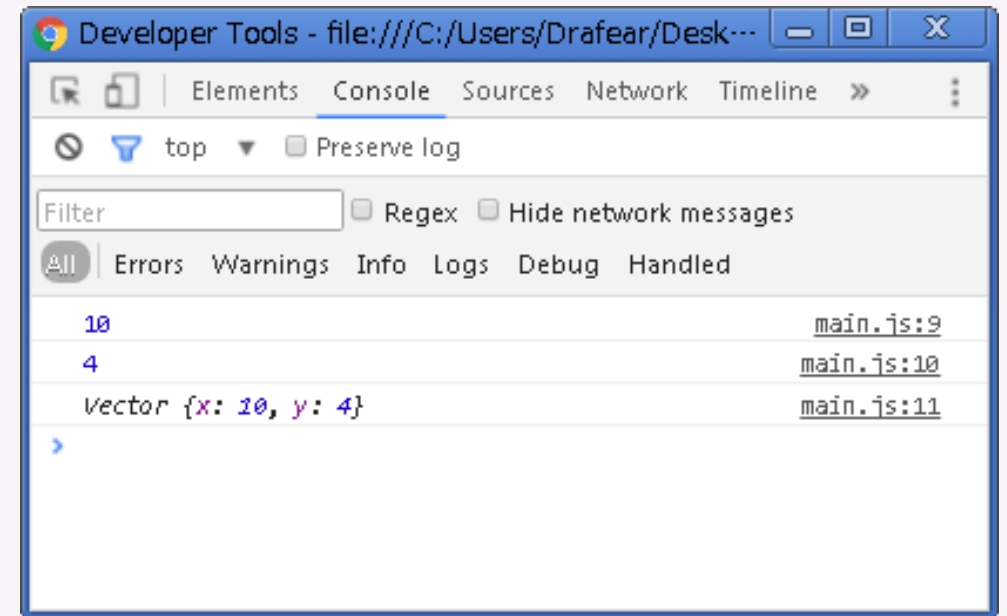 Developer Tools - file:///C:/Users/Drafear/Desk...
Elements Console Sources Network Timeline »
top ▼ Preserve log
Filter Regex Hide network messages
All Errors Warnings Info Logs Debug Handled
10 main.js:9
4 main.js:10
Vector {x: 10, y: 4} main.js:11
>